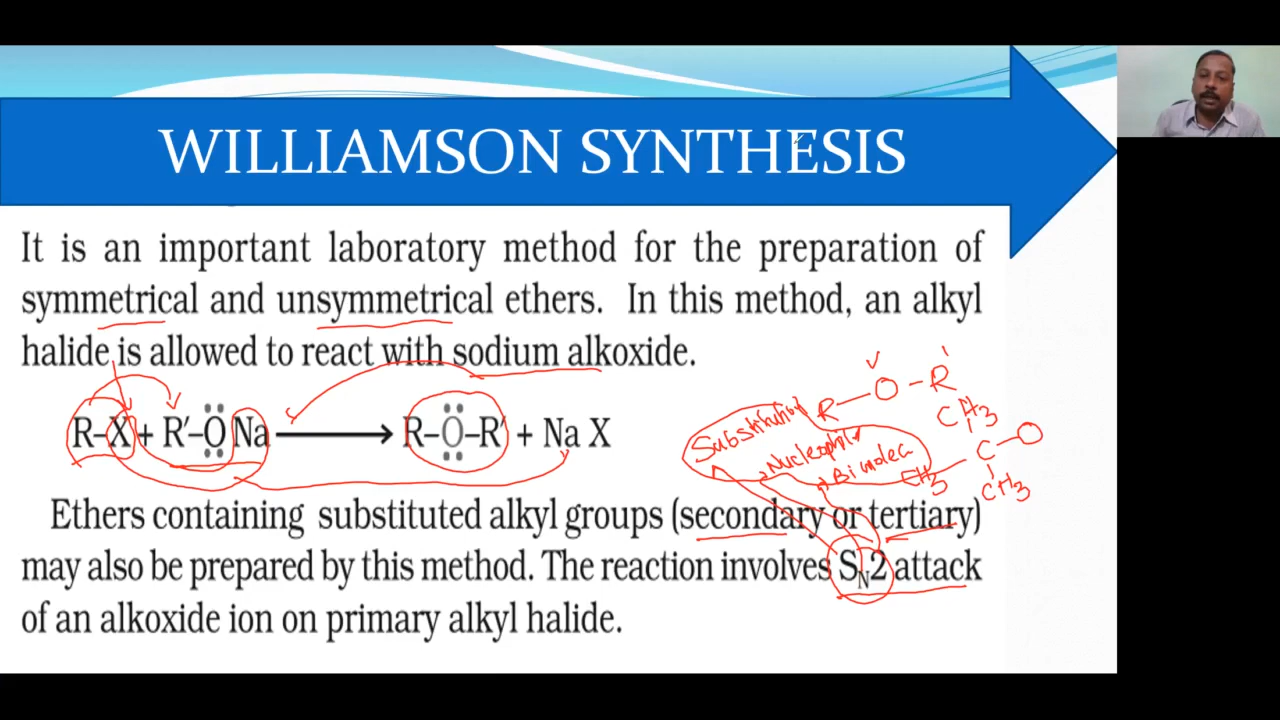 WILLIAMSON SYNTHESIS
It is an important laboratory method for the preparation of
symmetrical and unsymmetrical ethers. In this method, an alkyl
halide is allowed to react with sodium alkoxide.
R–X + R′–Ö Na ⟶ R–Ö–R′ + Na X
R – O – R'
CH3
C – O
CH3
CH3
Substitution
Nucleophilic
Bimolec
Ethers containing substituted alkyl groups (secondary or tertiary)
may also be prepared by this method. The reaction involves SN2 attack
of an alkoxide ion on primary alkyl halide.